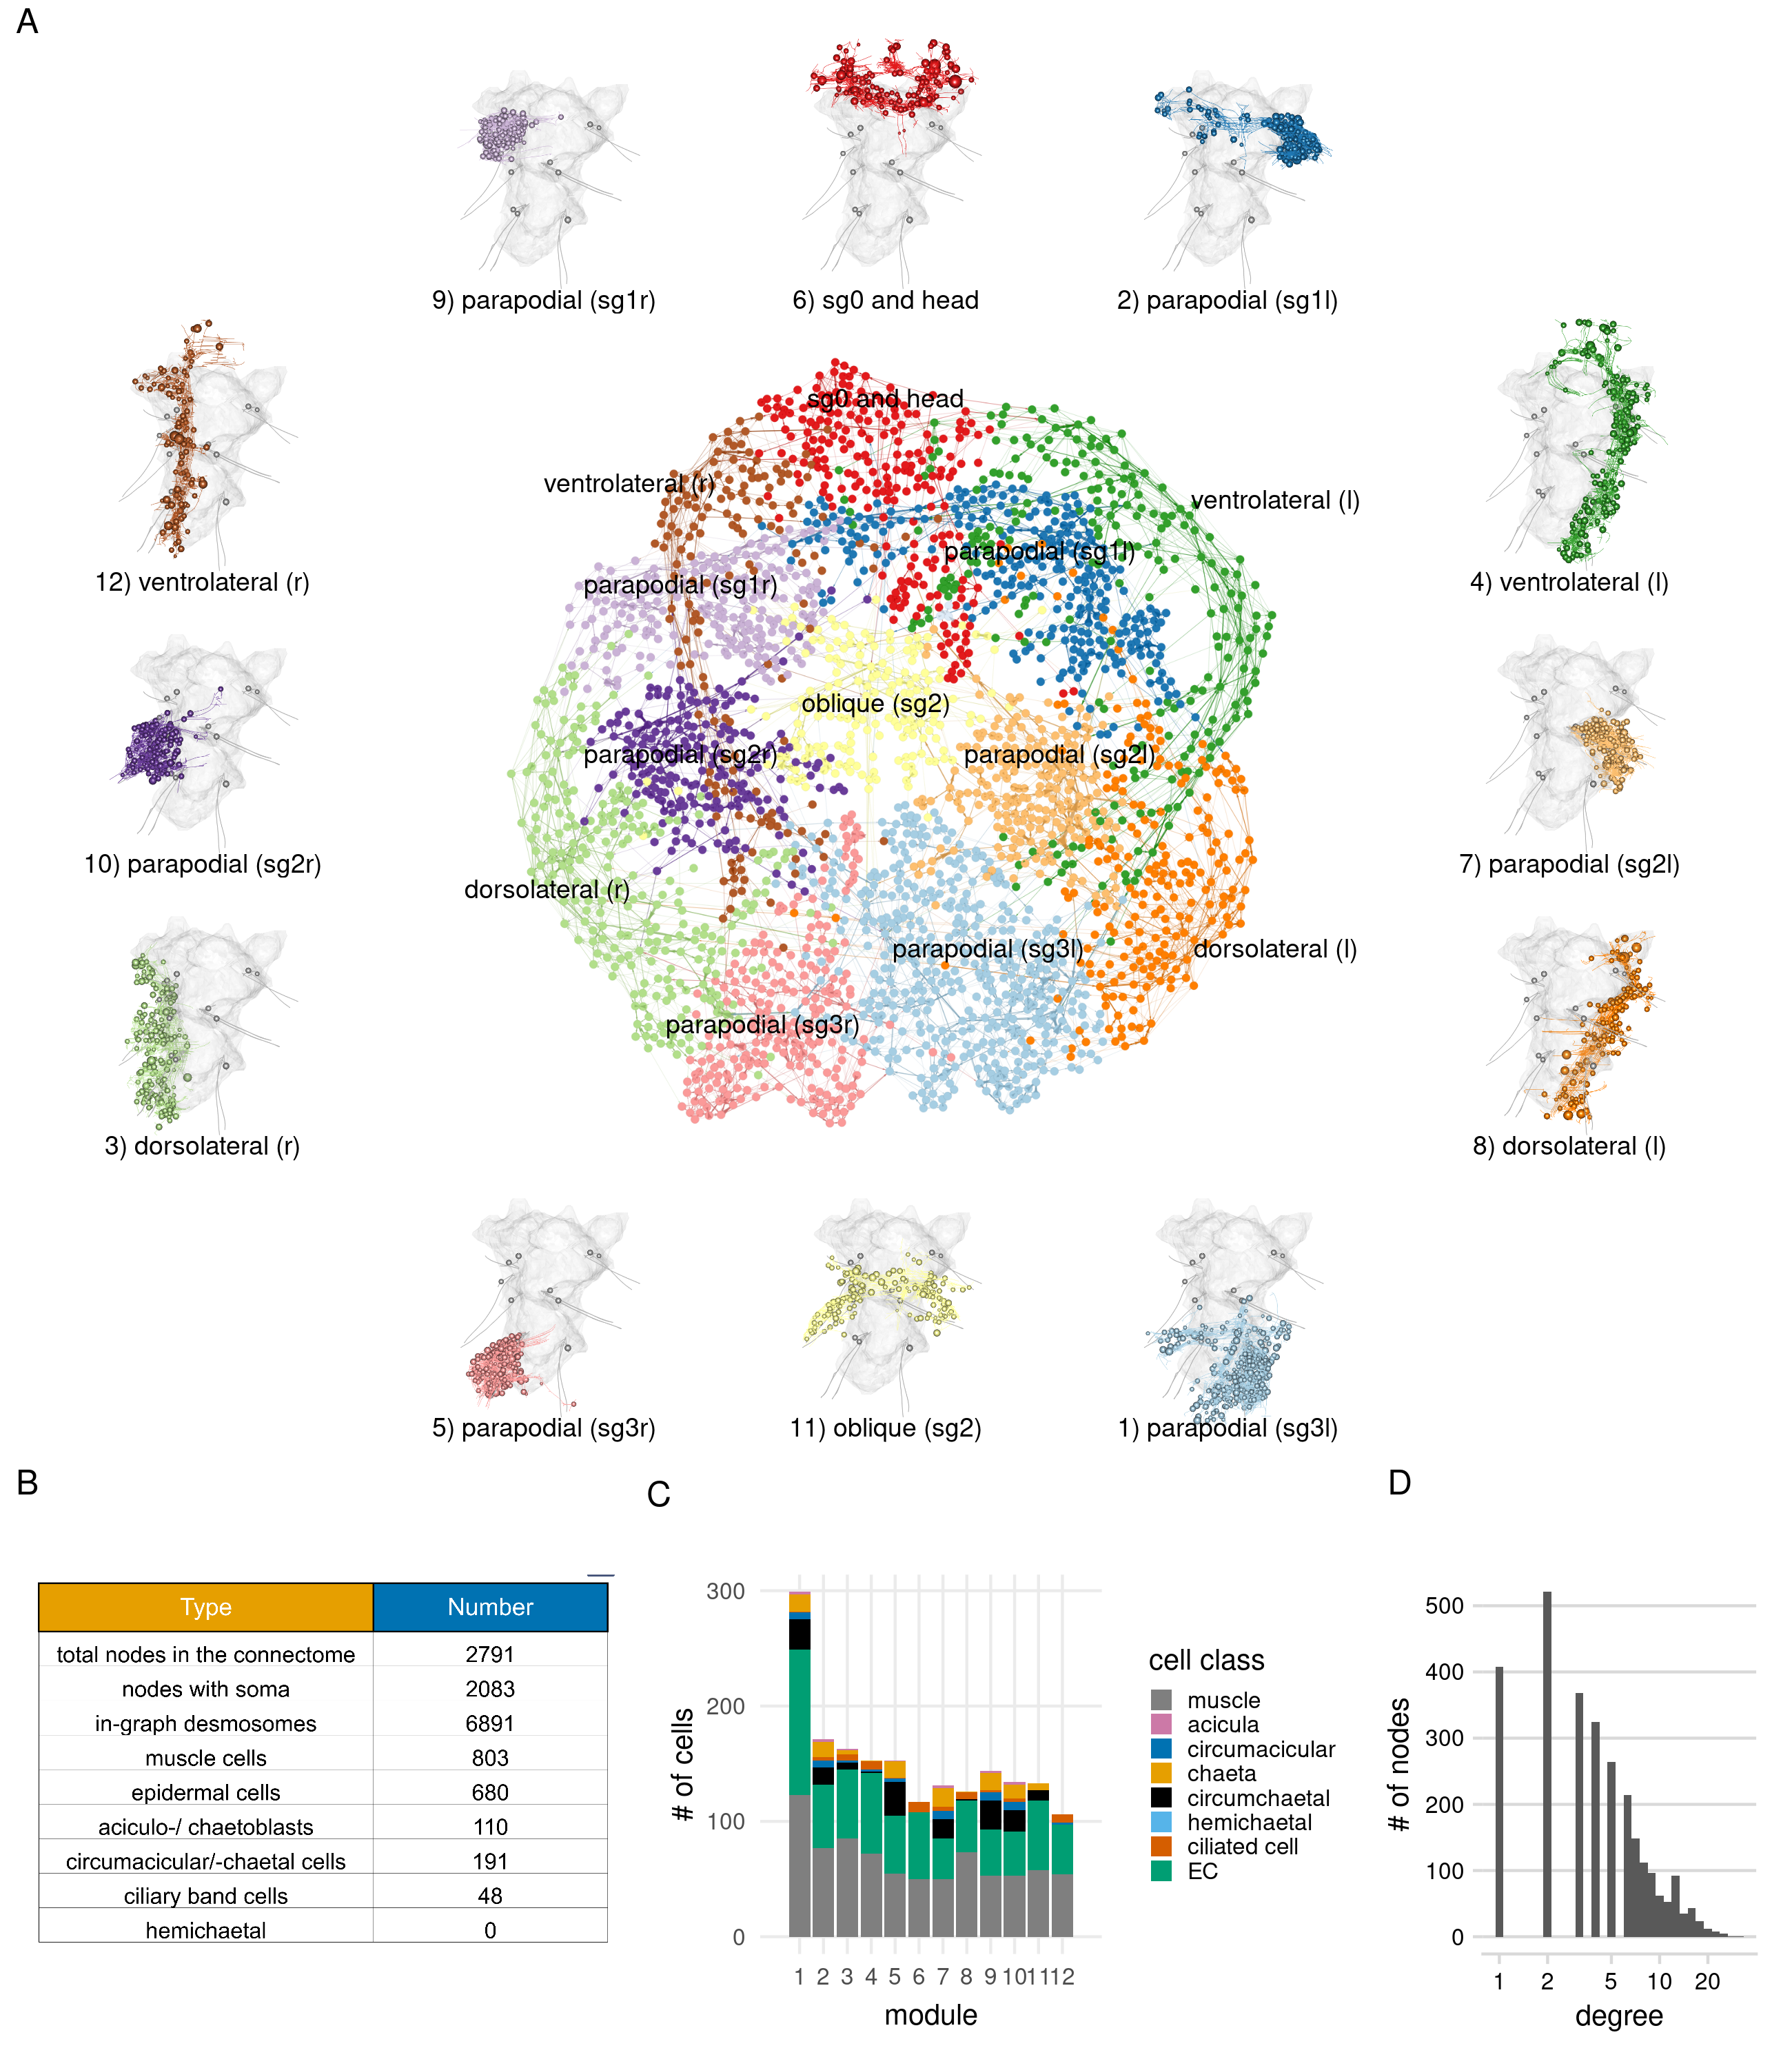 A
9) parapodial (sg1r)
6) sg0 and head
2) parapodial (sg1l)
12) ventrolateral (r)
4) ventrolateral (l)
10) parapodial (sg2r)
7) parapodial (sg2l)
3) dorsolateral (r)
8) dorsolateral (l)
5) parapodial (sg3r)
11) oblique (sg2)
1) parapodial (sg3l)
sg0 and head
ventrolateral (r)
ventrolateral (l)
parapodial (sg1l)
parapodial (sg1r)
oblique (sg2)
parapodial (sg2r)
parapodial (sg2l)
dorsolateral (r)
parapodial (sg3l)
dorsolateral (l)
parapodial (sg3r)
B
Type Number
total nodes in the connectome 2791
nodes with soma 2083
in-graph desmosomes 6891
muscle cells 803
epidermal cells 680
aciculo-/ chaetoblasts 110
circumacicular/-chaetal cells 191
ciliary band cells 48
hemichaetal 0
C
# of cells
300
200
100
0
1 2 3 4 5 6 7 8 9 10 11 12
module
cell class
muscle
acicula
circumacicular
chaeta
circumchaetal
hemichaetal
ciliated cell
EC
D
# of nodes
500
400
300
200
100
0
1 2 5 10 20
degree